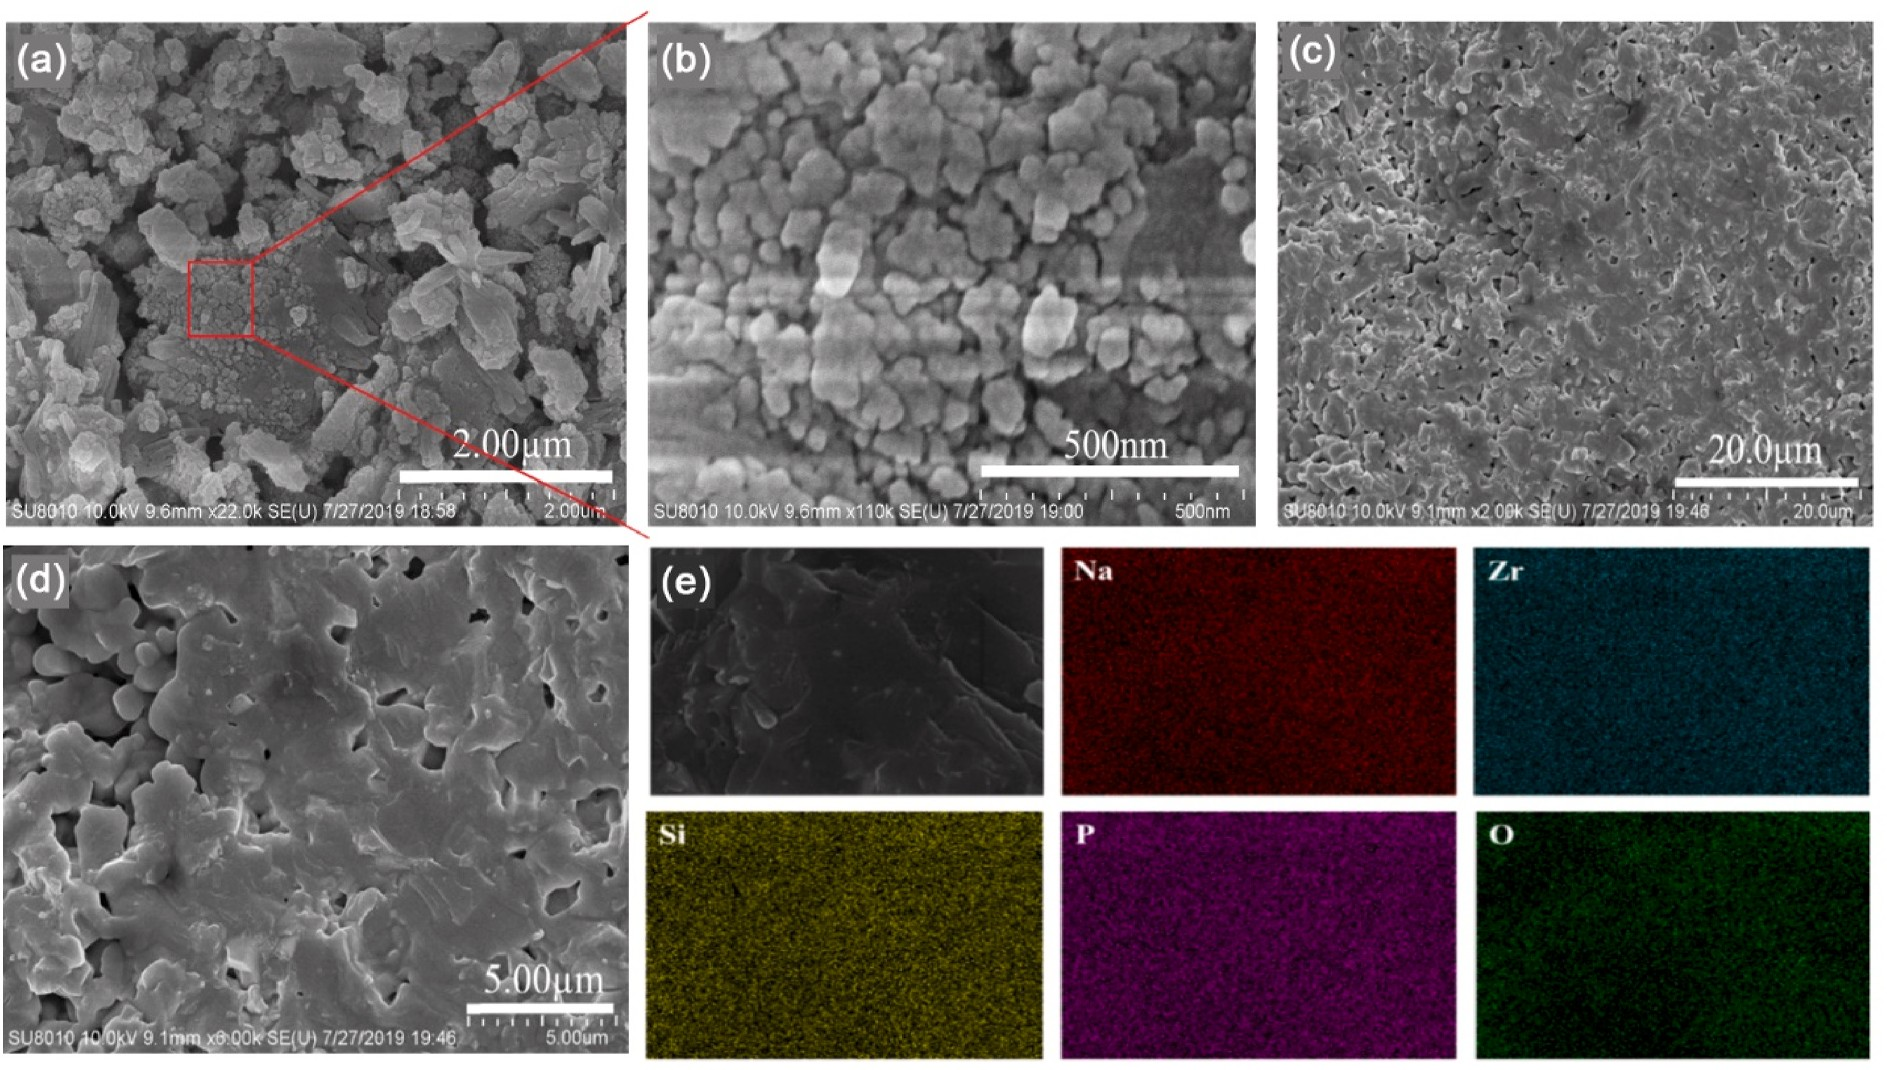 (a)
2.00µm
SU8010 10.0kV 9.6mm x22.0k SE(U) 7/27/2019 18:58 2.00um
(b)
500nm
SU8010 10.0kV 9.6mm x110k SE(U) 7/27/2019 19:00 500nm
(c)
20.0µm
SU8010 10.0kV 9.1mm x2.00k SE(U) 7/27/2019 19:46 20.0um
(d)
5.00µm
SU8010 10.0kV 9.1mm x6.00k SE(U) 7/27/2019 19:46 5.00um
(e)
Na
Zr
Si
P
O